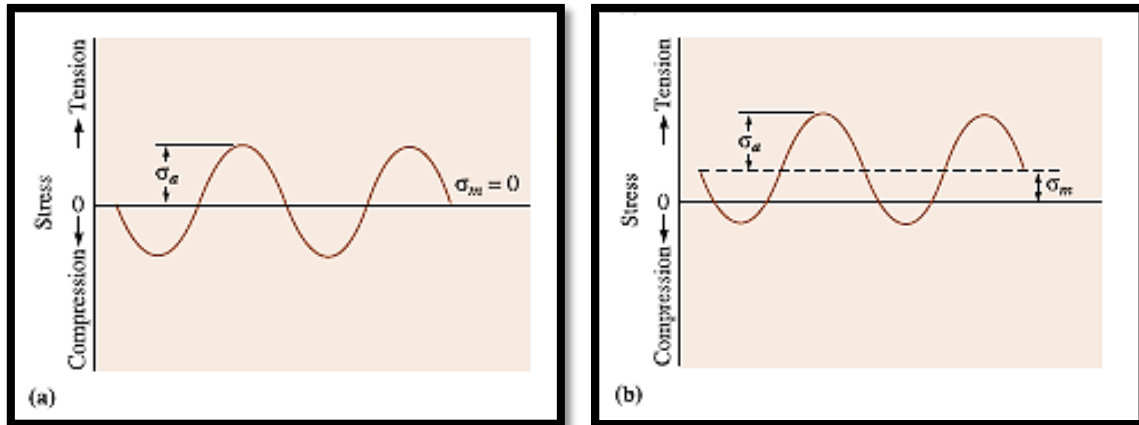 Tension
σₐ
σₘ = 0
0
Stress
Compression
(a)
Tension
σₐ
σₘ
0
Stress
Compression
(b)